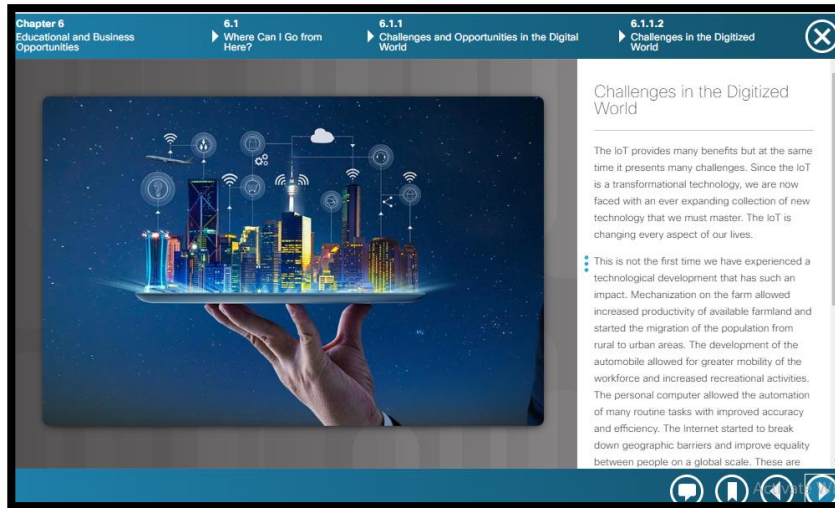 Chapter 6
Educational and Business
Opportunities
6.1
Where Can I Go from
Here?
6.1.1
Challenges and Opportunities in the Digital
World
6.1.1.2
Challenges in the Digitized
World
Challenges in the Digitized
World
The IoT provides many benefits but at the same
time it presents many challenges. Since the IoT
is a transformational technology, we are now
faced with an ever expanding collection of new
technology that we must master. The IoT is
changing every aspect of our lives.
This is not the first time we have experienced a
technological development that has such an
impact. Mechanization on the farm allowed
increased productivity of available farmland and
started the migration of the population from
rural to urban areas. The development of the
automobile allowed for greater mobility of the
workforce and increased recreational activities.
The personal computer allowed the automation
of many routine tasks with improved accuracy
and efficiency. The Internet started to break
down geographic barriers and improve equality
between people on a global scale. These are